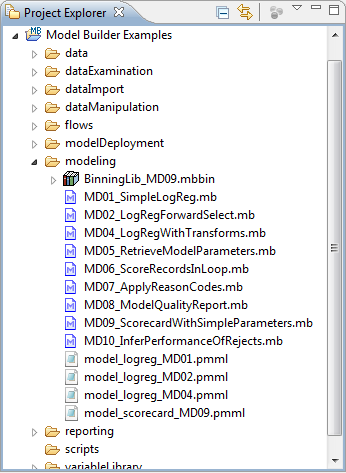 Project Explorer
Model Builder Examples
data
dataExamination
dataImport
dataManipulation
flows
modelDeployment
modeling
BinningLib_MD09.mbbin
MD01_SimpleLogReg.mb
MD02_LogRegForwardSelect.mb
MD04_LogRegWithTransforms.mb
MD05_RetrieveModelParameters.mb
MD06_ScoreRecordsInLoop.mb
MD07_ApplyReasonCodes.mb
MD08_ModelQualityReport.mb
MD09_ScorecardWithSimpleParameters.mb
MD10_InferPerformanceOfRejects.mb
model_logreg_MD01.pmml
model_logreg_MD02.pmml
model_logreg_MD04.pmml
model_scorecard_MD09.pmml
reporting
scripts
variableLibrary